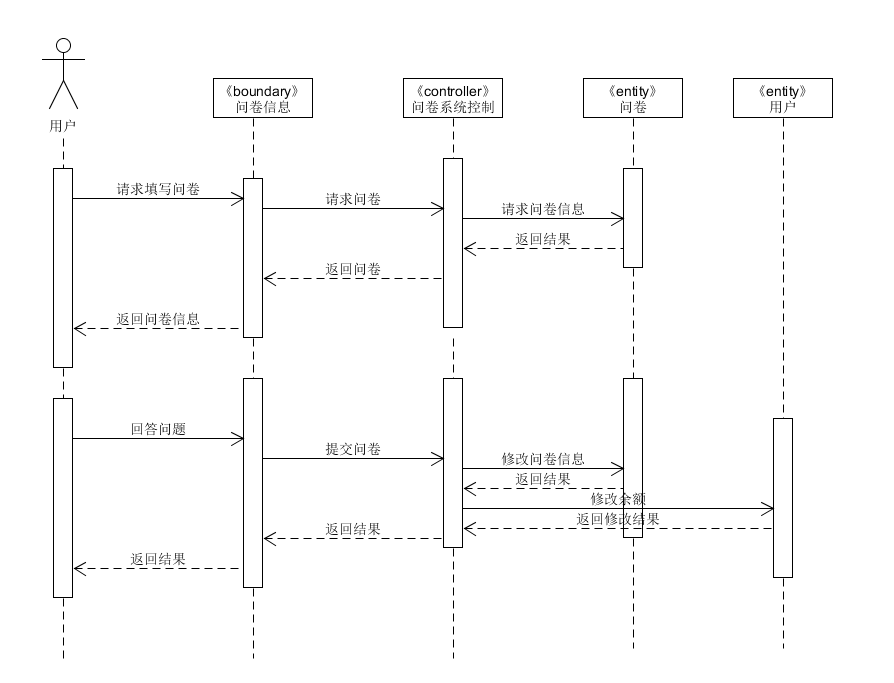 用户
《boundary》
问卷信息
《controller》
问卷系统控制
《entity》
问卷
《entity》
用户
请求填写问卷
请求问卷
请求问卷信息
返回结果
返回问卷
返回问卷信息
回答问题
提交问卷
修改问卷信息
返回结果
修改余额
返回修改结果
返回结果
返回结果